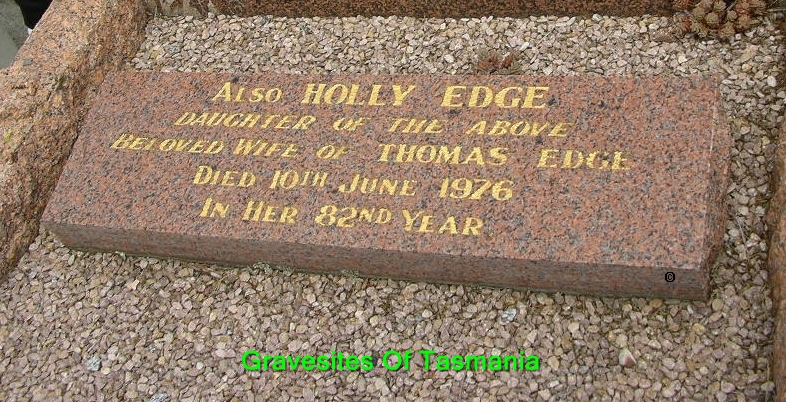 Also HOLLY EDGE
DAUGHTER OF THE ABOVE
BELOVED WIFE OF THOMAS EDGE
DIED 10TH JUNE 1976
IN HER 82ND YEAR
©
Gravesites Of Tasmania